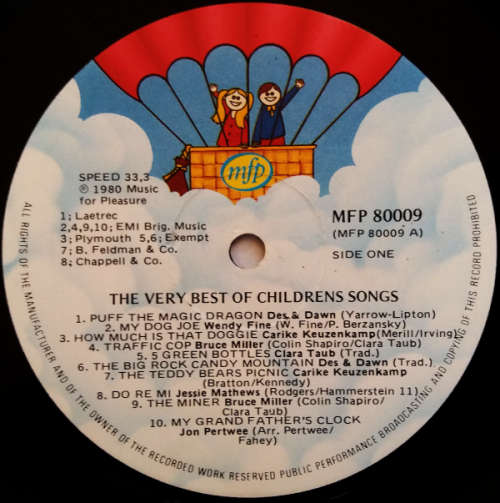 mfp
SPEED 33,3
℗ 1980 Music
for Pleasure
1; Laetrec
2,4,9,10; EMI Brig. Music
3; Plymouth 5,6; Exempt
7; B. Feldman & Co.
8; Chappell & Co.
MFP 80009
(MFP 80009 A)
SIDE ONE
THE VERY BEST OF CHILDRENS SONGS
1. PUFF THE MAGIC DRAGON Des & Dawn (Yarrow-Lipton)
2. MY DOG JOE Wendy Fine (W. Fine/P. Berzansky)
3. HOW MUCH IS THAT DOGGIE Carike Keuzenkamp(Merill/Irving)
4. TRAFFIC COP Bruce Miller (Colin Shapiro/Clara Taub)
5. 5 GREEN BOTTLES Clara Taub (Trad.)
6. THE BIG ROCK CANDY MOUNTAIN Des & Dawn (Trad.)
7. THE TEDDY BEARS PICNIC Carike Keuzenkamp
(Bratton/Kennedy)
8. DO RE MI Jessie Mathews (Rodgers/Hammerstein 11)
9. THE MINER Bruce Miller (Colin Shapiro/
Clara Taub)
10. MY GRAND FATHER'S CLOCK
Jon Pertwee (Arr. Pertwee/
Fahey)
ALL RIGHTS OF THE MANUFACTURER AND OF THE OWNER OF THE RECORDED WORK RESERVED PUBLIC PERFORMANCE BROADCASTING AND COPYING OF THIS RECORD PROHIBITED